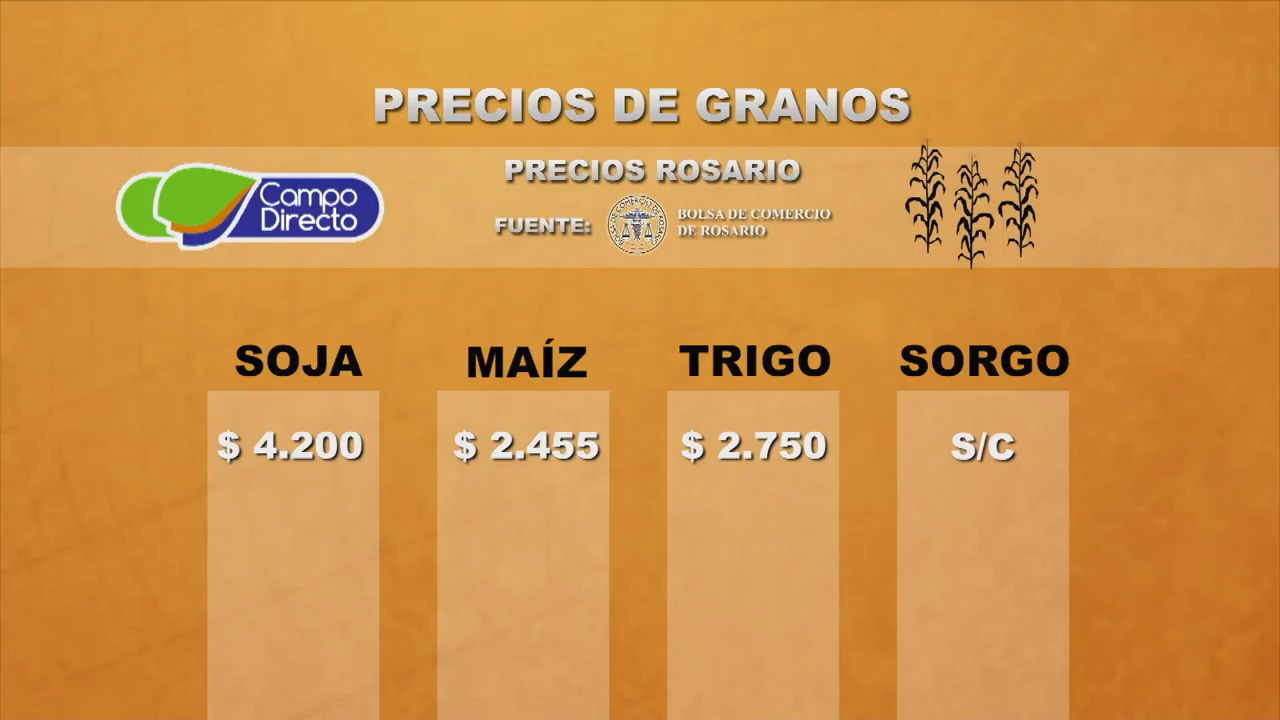 PRECIOS DE GRANOS
PRECIOS ROSARIO
Campo
Directo
FUENTE:
BOLSA DE COMERCIO
DE ROSARIO
SOJA
MAÍZ
TRIGO
SORGO
$ 4.200
$ 2.455
$ 2.750
S/C